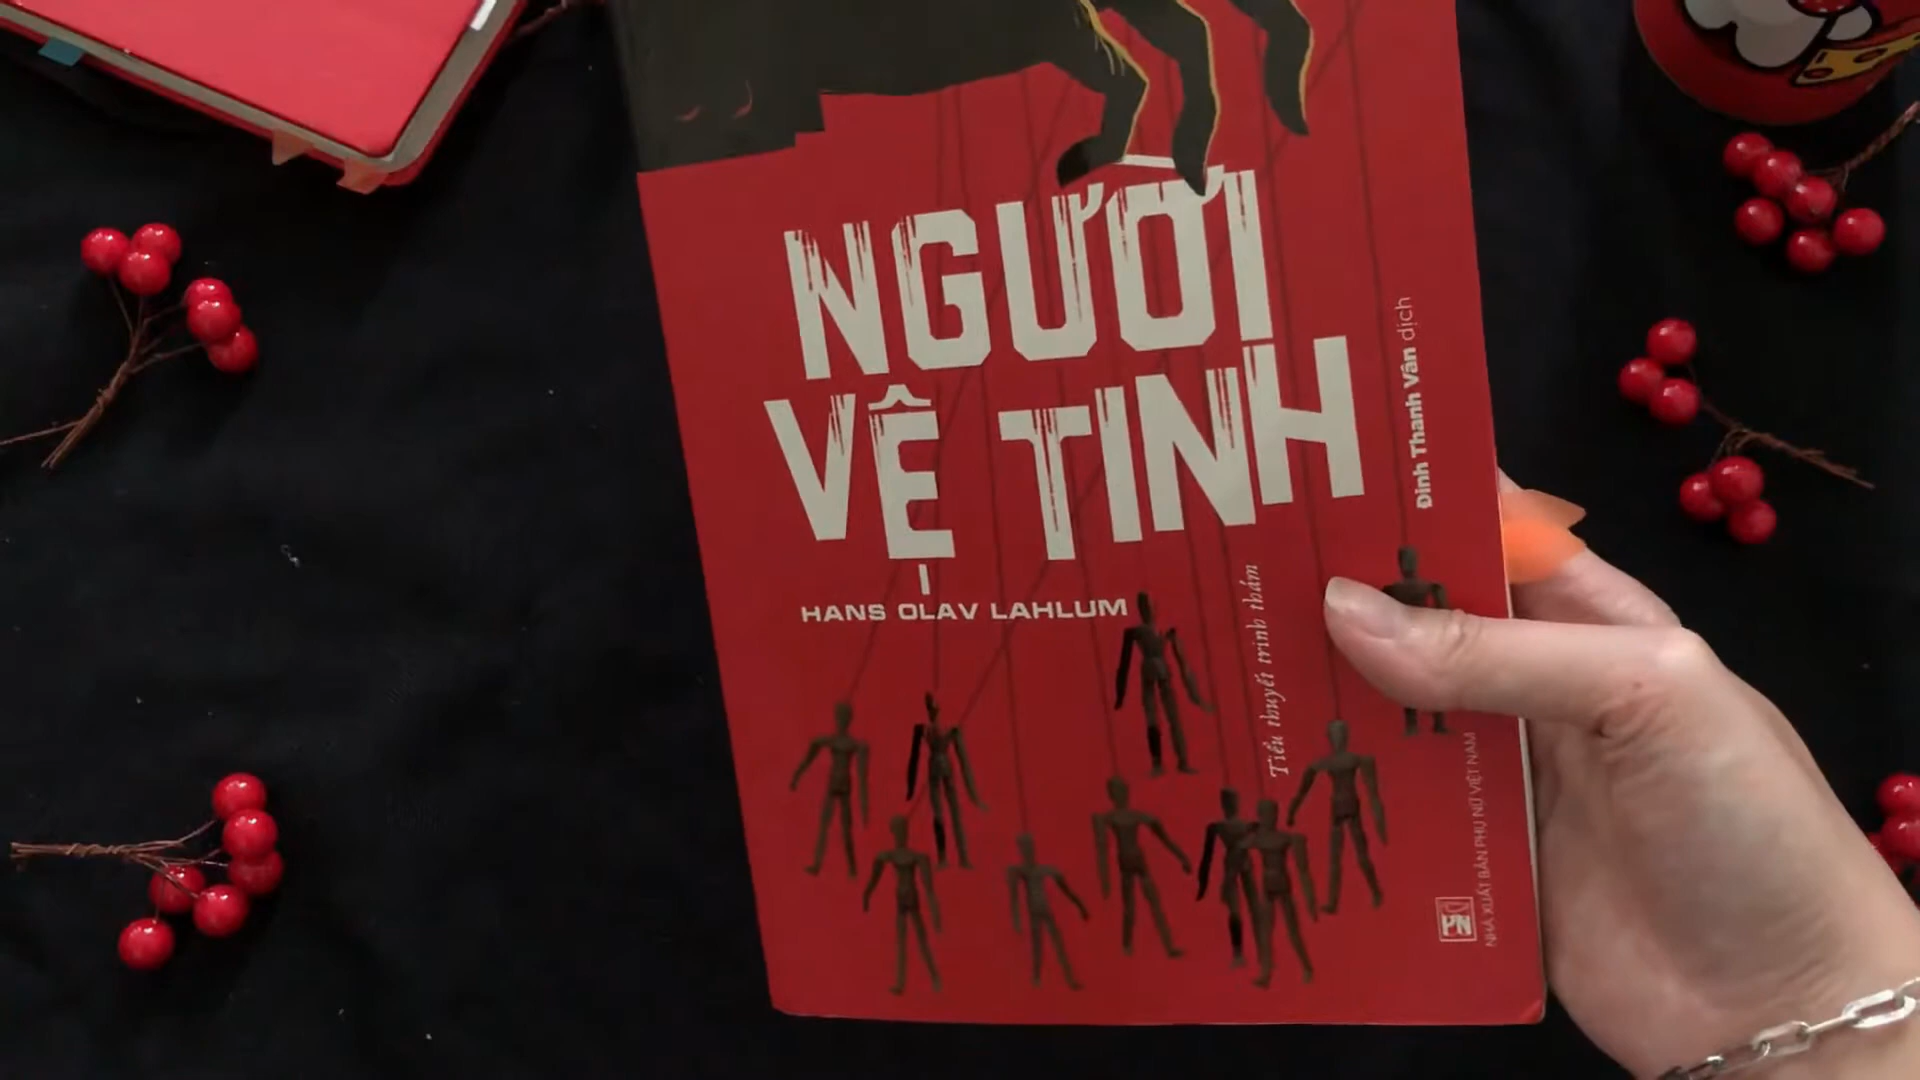 NGƯỜI
VỆ TINH
HANS OLAV LAHLUM
Đinh Thanh Vân dịch
Tiểu thuyết trinh thám
NHÀ XUẤT BẢN PHỤ NỮ VIỆT NAM